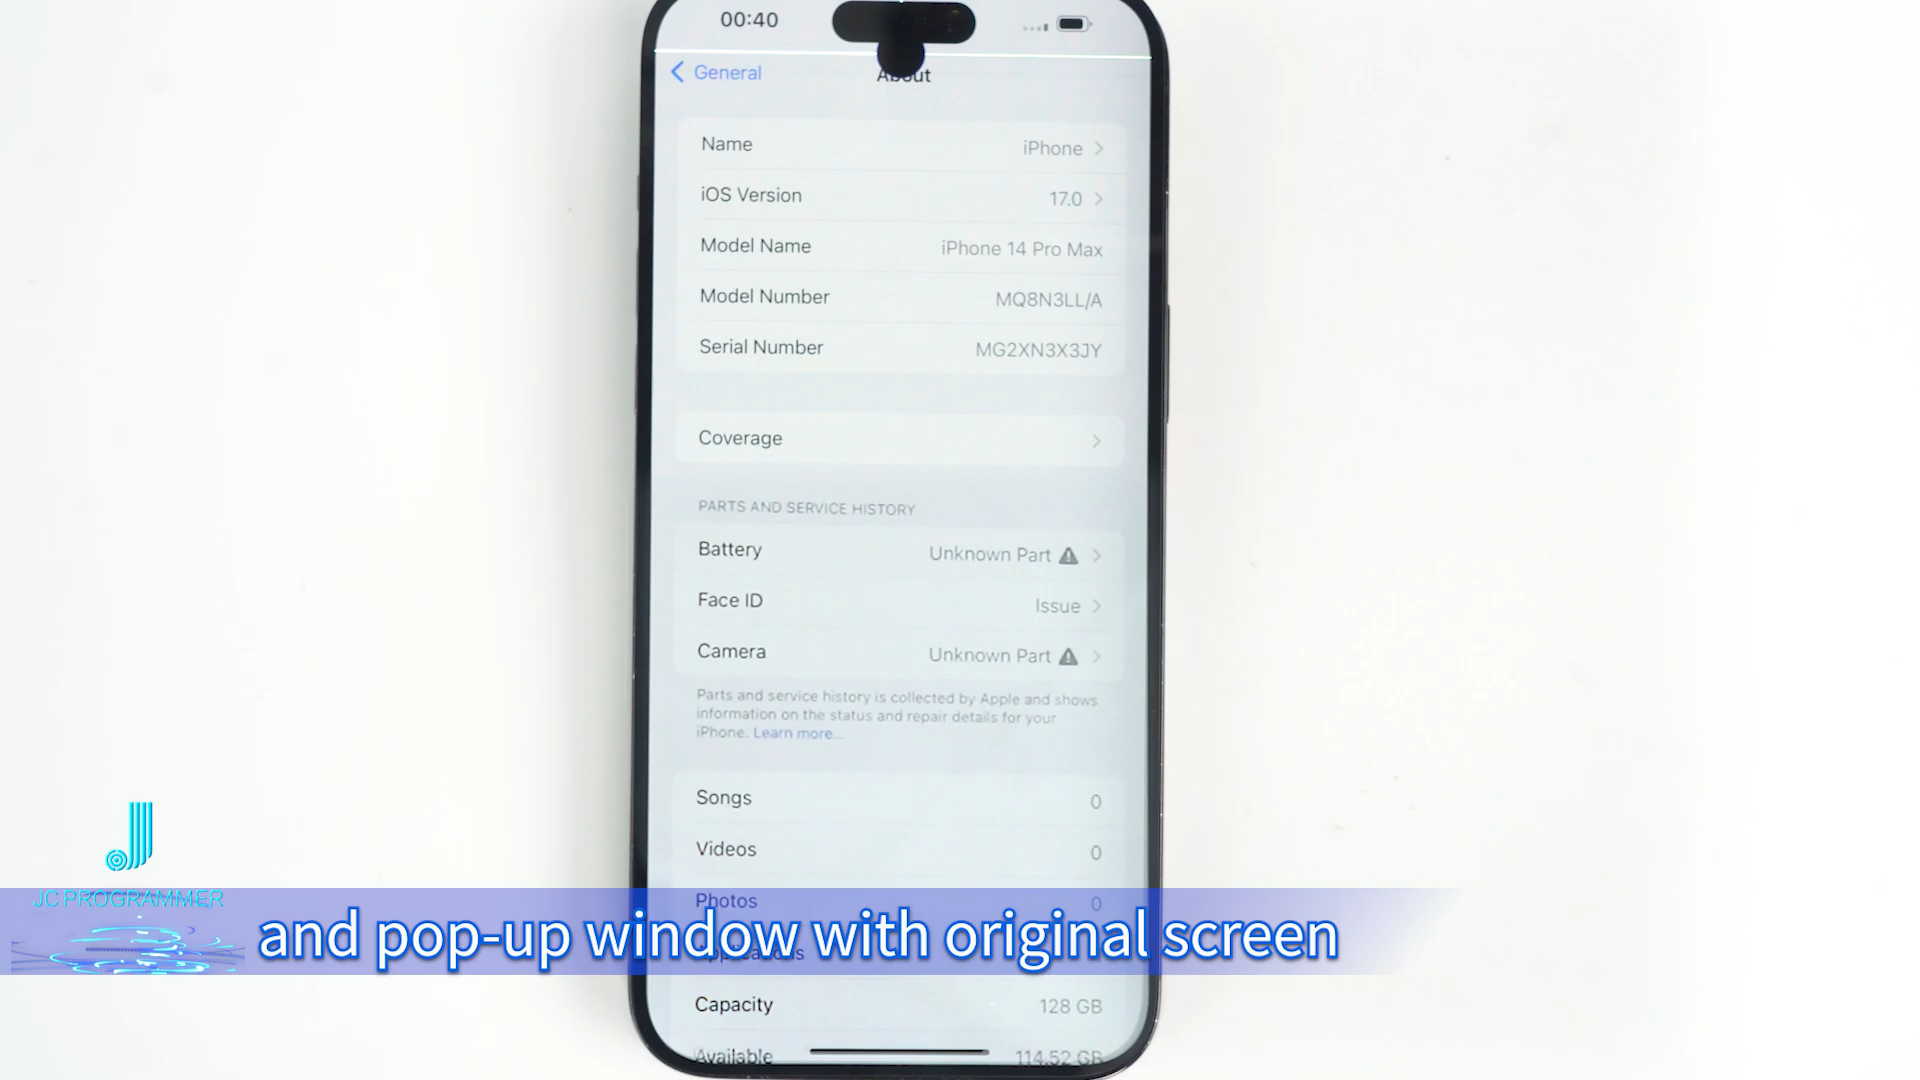 00:40
General
About
Name iPhone
iOS Version 17.0
Model Name iPhone 14 Pro Max
Model Number MQ8N3LL/A
Serial Number MG2XN3X3JY
Coverage
PARTS AND SERVICE HISTORY
Battery Unknown Part
Face ID Issue
Camera Unknown Part
Parts and service history is collected by Apple and shows
information on the status and repair details for your
iPhone. Learn more...
Songs 0
Videos 0
Photos 0
JC PROGRAMMER
and pop-up window with original screen
Applications
Capacity 128 GB
Available 114.52 GB